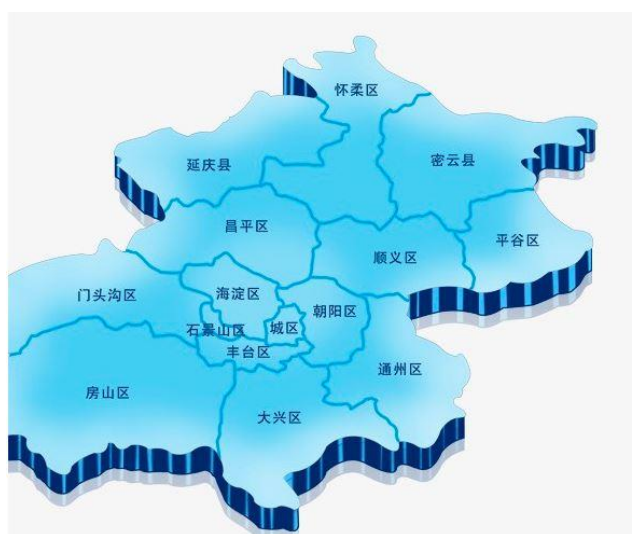 怀柔区
延庆县
密云县
昌平区
平谷区
顺义区
门头沟区
海淀区
朝阳区
石景山区
城区
丰台区
通州区
房山区
大兴区